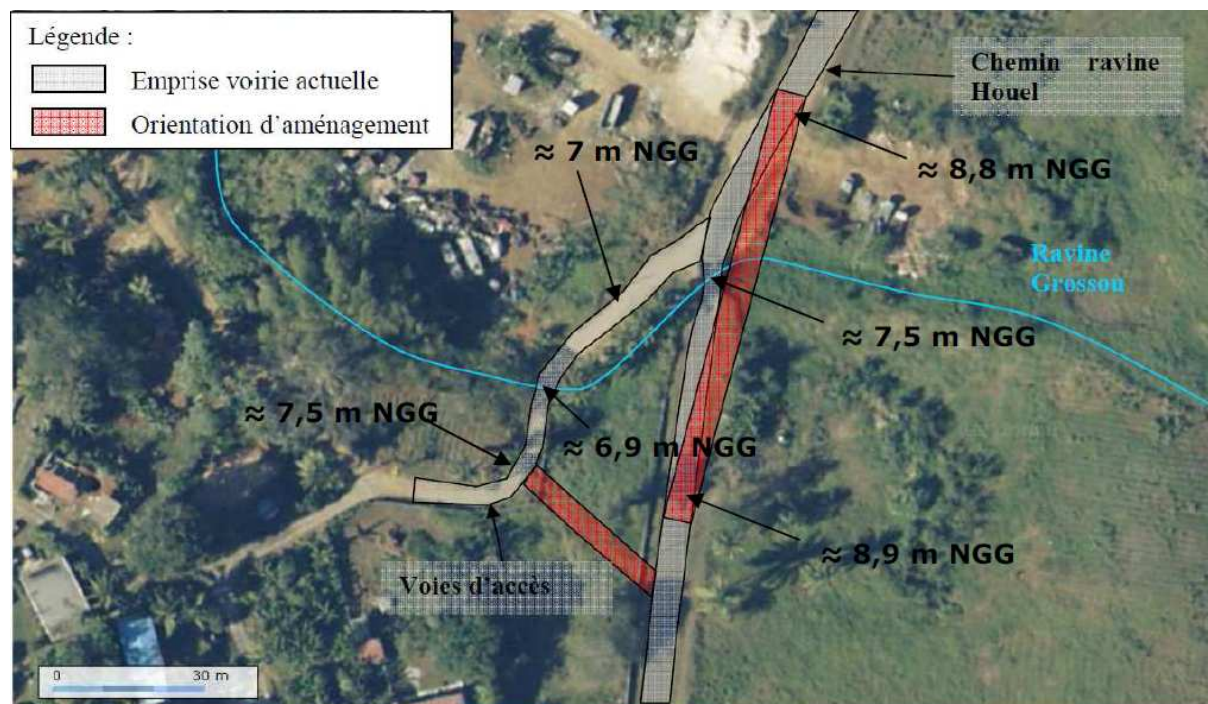 Légende :
Emprise voirie actuelle
Orientation d'aménagement
Chemin ravine
Houel
≈ 7 m NGG
≈ 8,8 m NGG
Ravine
Grossou
≈ 7,5 m NGG
≈ 7,5 m NGG
≈ 6,9 m NGG
≈ 8,9 m NGG
Voies d'accès
0 30 m